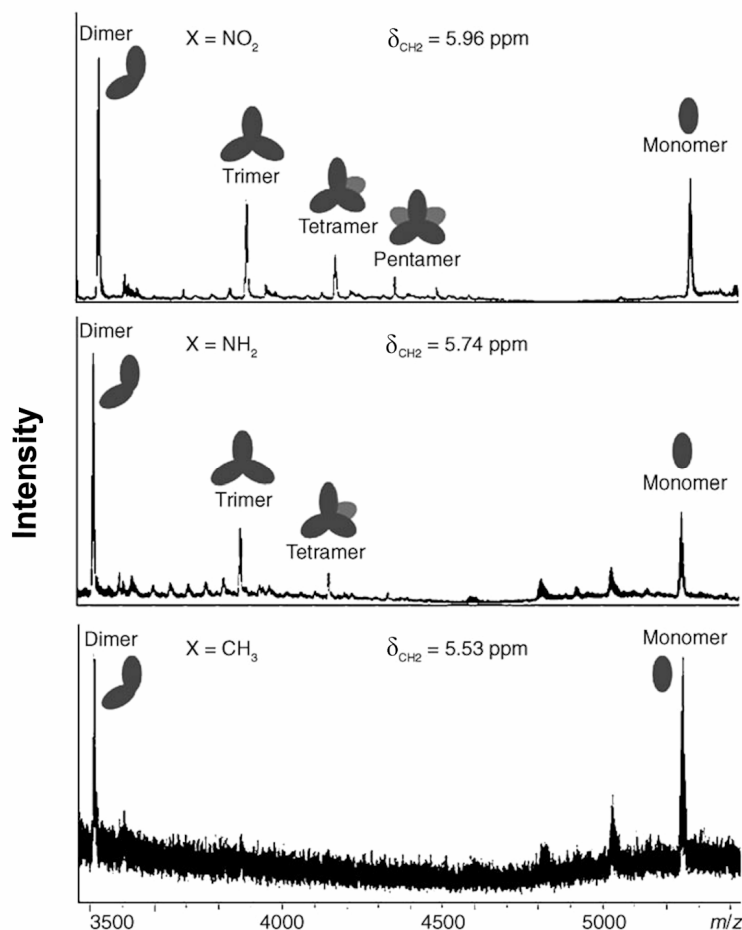 Dimer X = NO₂ δCH2 = 5.96 ppm
Monomer
Trimer
Tetramer
Pentamer
Dimer X = NH₂ δCH2 = 5.74 ppm
Monomer
Trimer
Tetramer
Intensity
Dimer X = CH₃ δCH2 = 5.53 ppm Monomer
3500 4000 4500 5000 m/z